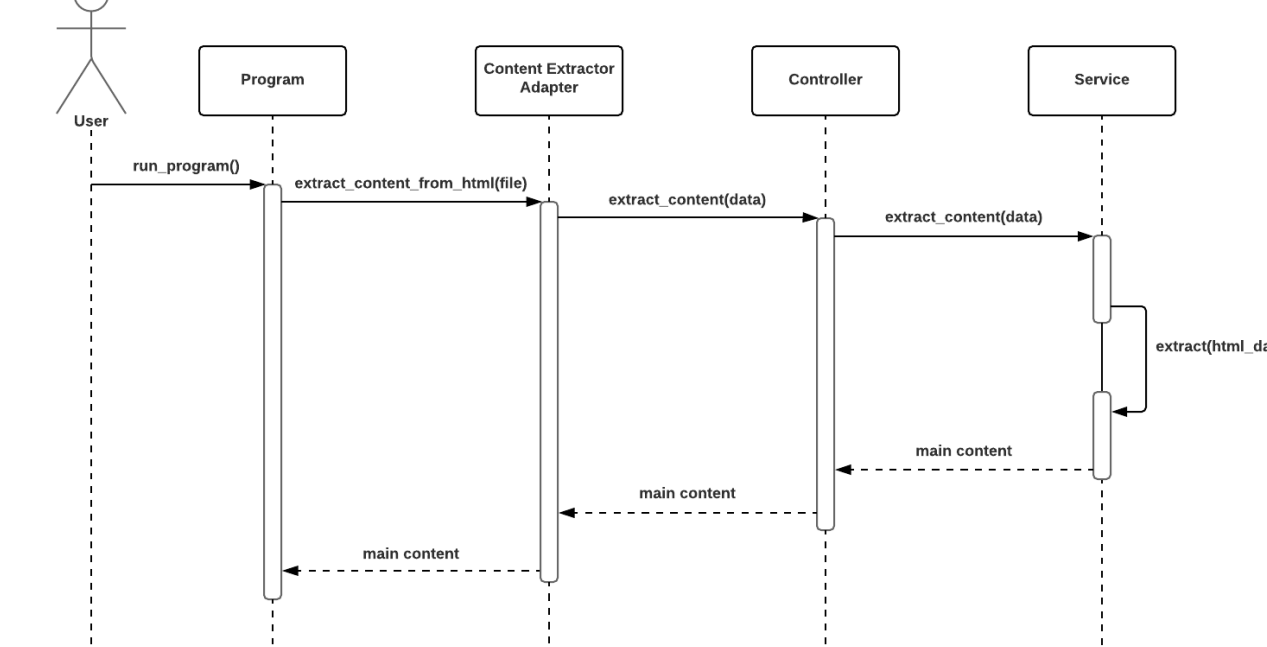 Program
Content Extractor
Adapter
Controller
Service
User
run_program()
extract_content_from_html(file)
extract_content(data)
extract_content(data)
main content
main content
main content